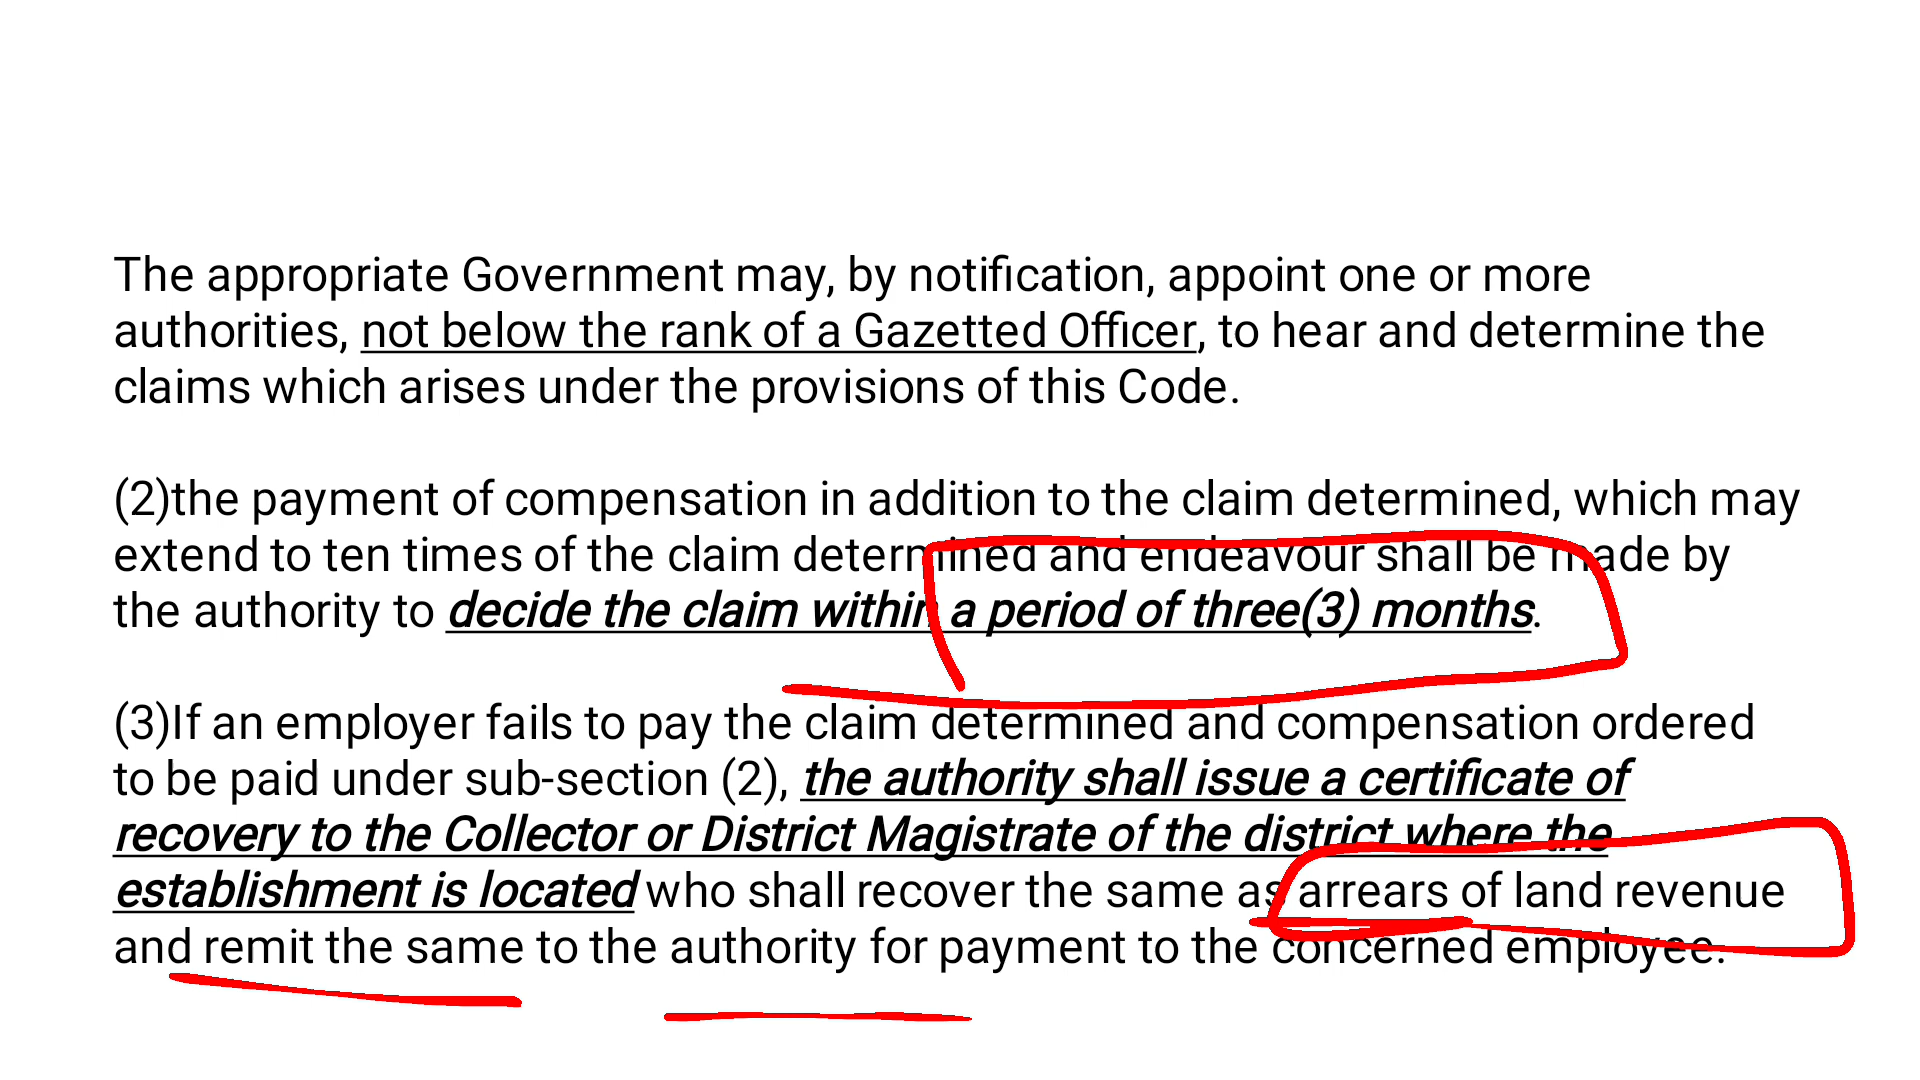 The appropriate Government may, by notification, appoint one or more
authorities, not below the rank of a Gazetted Officer, to hear and determine the
claims which arises under the provisions of this Code.
(2)the payment of compensation in addition to the claim determined, which may
extend to ten times of the claim determined and endeavour shall be made by
the authority to decide the claim within a period of three(3) months.
(3)If an employer fails to pay the claim determined and compensation ordered
to be paid under sub-section (2), the authority shall issue a certificate of
recovery to the Collector or District Magistrate of the district where the
establishment is located who shall recover the same as arrears of land revenue
and remit the same to the authority for payment to the concerned employee.